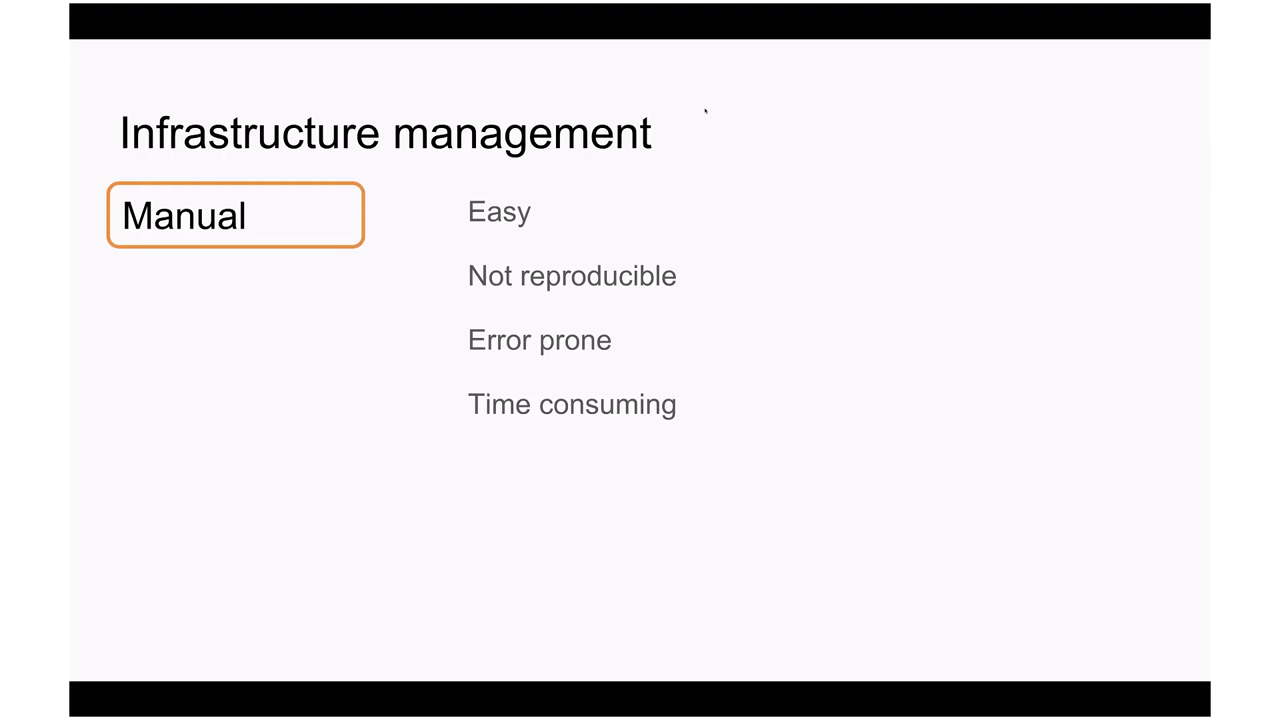 Infrastructure management
Manual
Easy
Not reproducible
Error prone
Time consuming